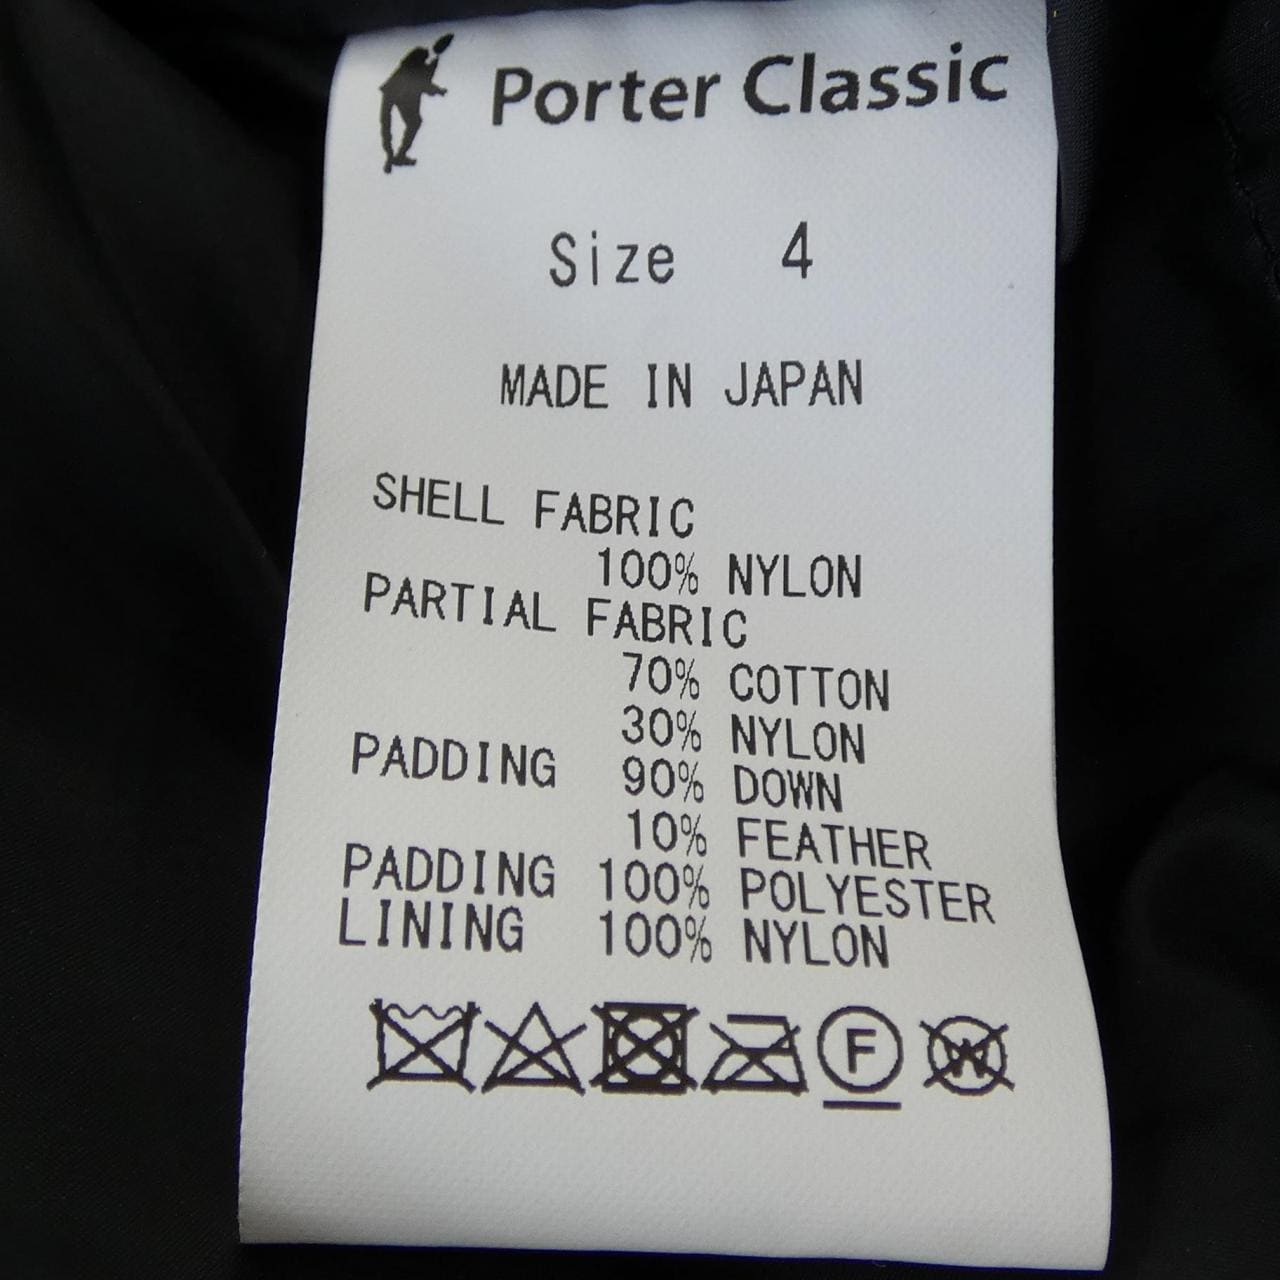 Porter Classic
Size 4
MADE IN JAPAN
SHELL FABRIC
100% NYLON
PARTIAL FABRIC
70% COTTON
30% NYLON
PADDING 90% DOWN
10% FEATHER
PADDING 100% POLYESTER
LINING 100% NYLON
F W